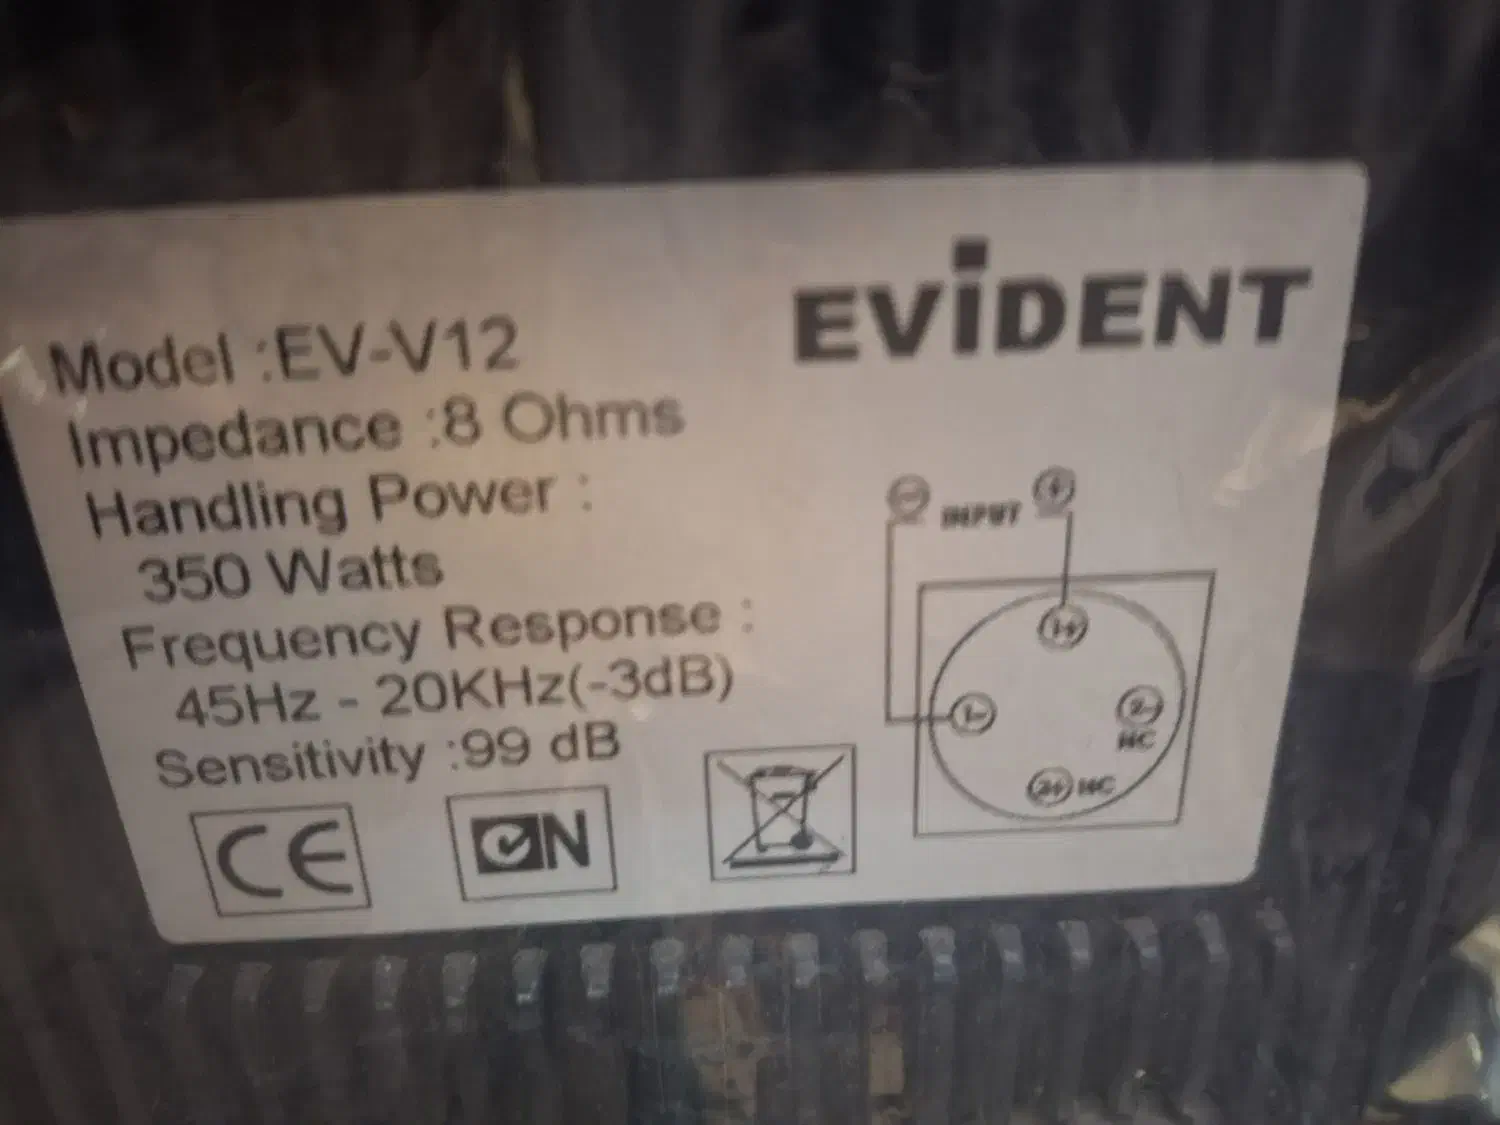 EViDENT
Model :EV-V12
Impedance :8 Ohms
Handling Power :
350 Watts
Frequency Response :
45Hz - 20KHz(-3dB)
Sensitivity :99 dB
- INPUT +
1+
1-
2-
NC
2+ NC
CE
N